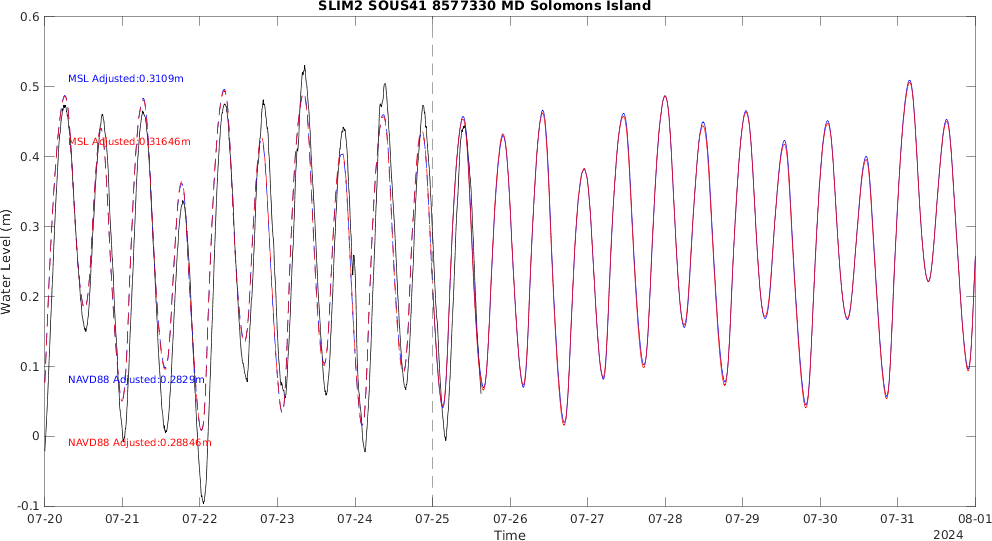 SLIM2 SOUS41 8577330 MD Solomons Island
0.6
0.5
0.4
0.3
0.2
0.1
0
-0.1
Water Level (m)
MSL Adjusted:0.3109m
MSL Adjusted:0.31646m
NAVD88 Adjusted:0.2829m
NAVD88 Adjusted:0.28846m
07-20 07-21 07-22 07-23 07-24 07-25 07-26 07-27 07-28 07-29 07-30 07-31 08-01
Time
2024